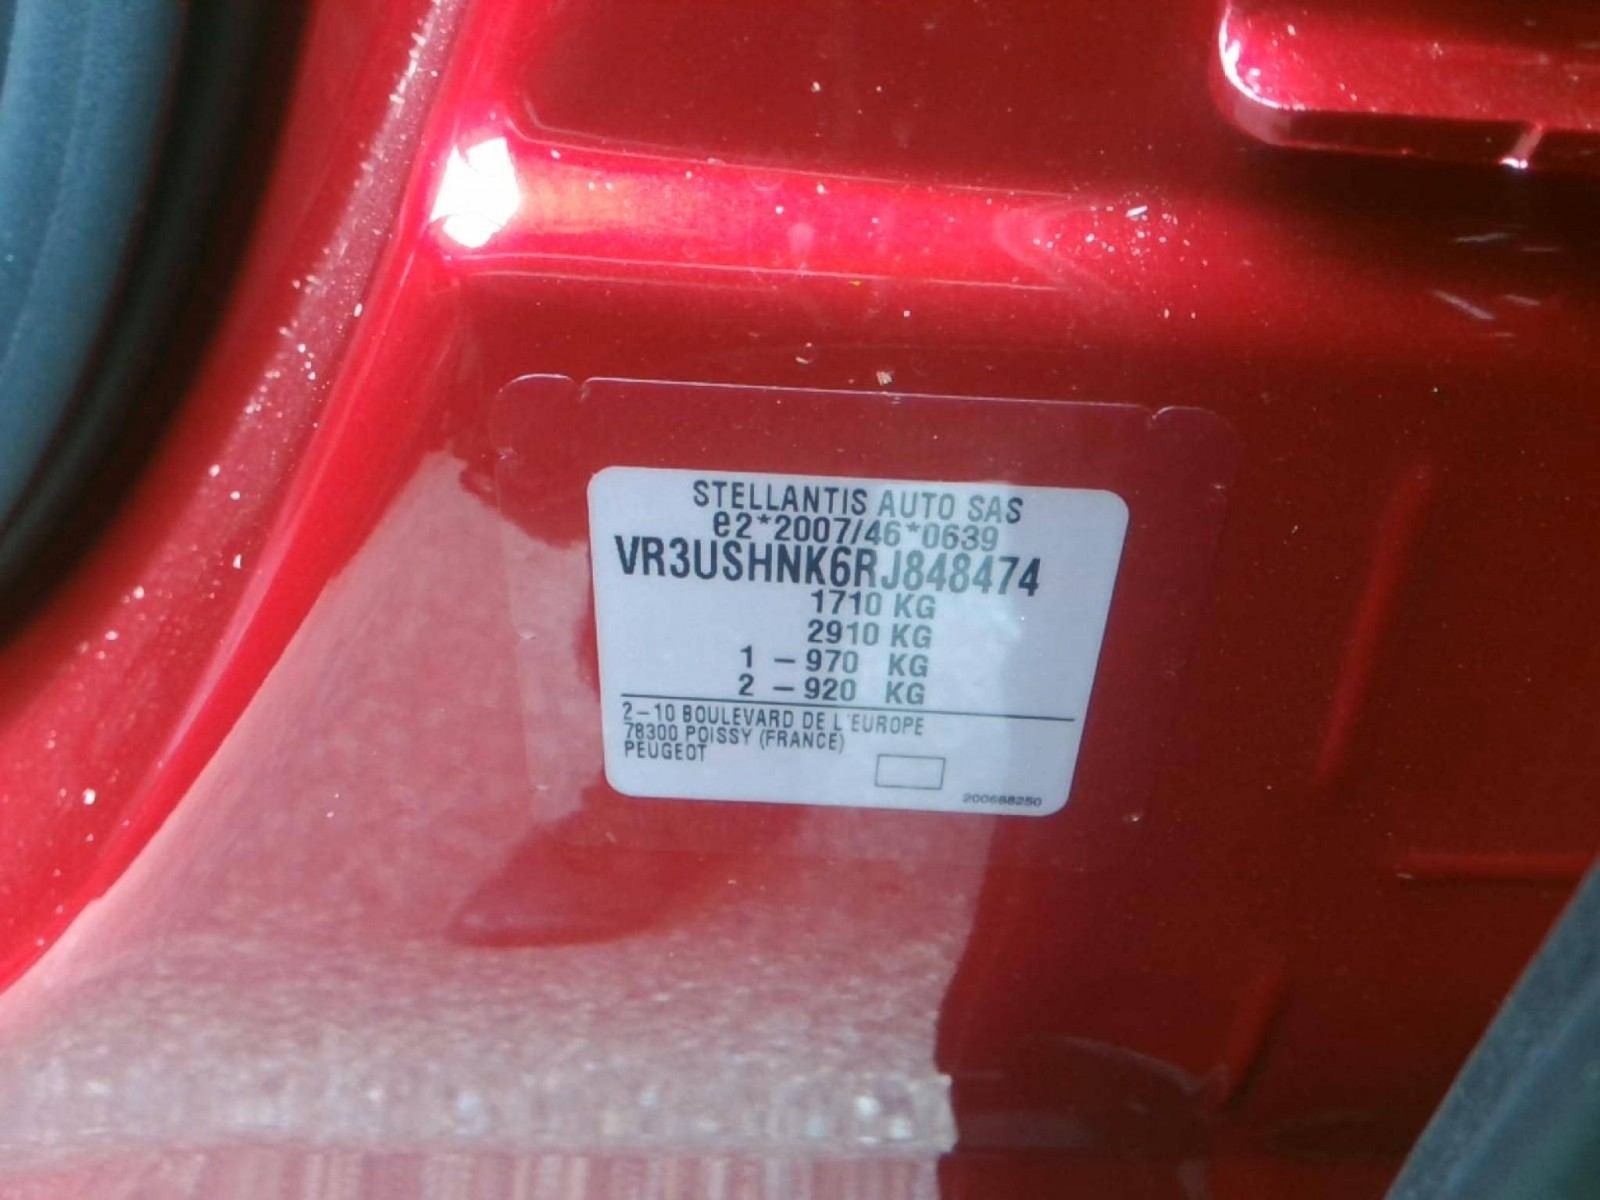 STELLANTIS AUTO SAS
e2*2007/46*0639
VR3USHNK6RJ848474
1710 KG
2910 KG
1 – 970 KG
2 – 920 KG
2–10 BOULEVARD DE L'EUROPE
78300 POISSY (FRANCE)
PEUGEOT
200688250